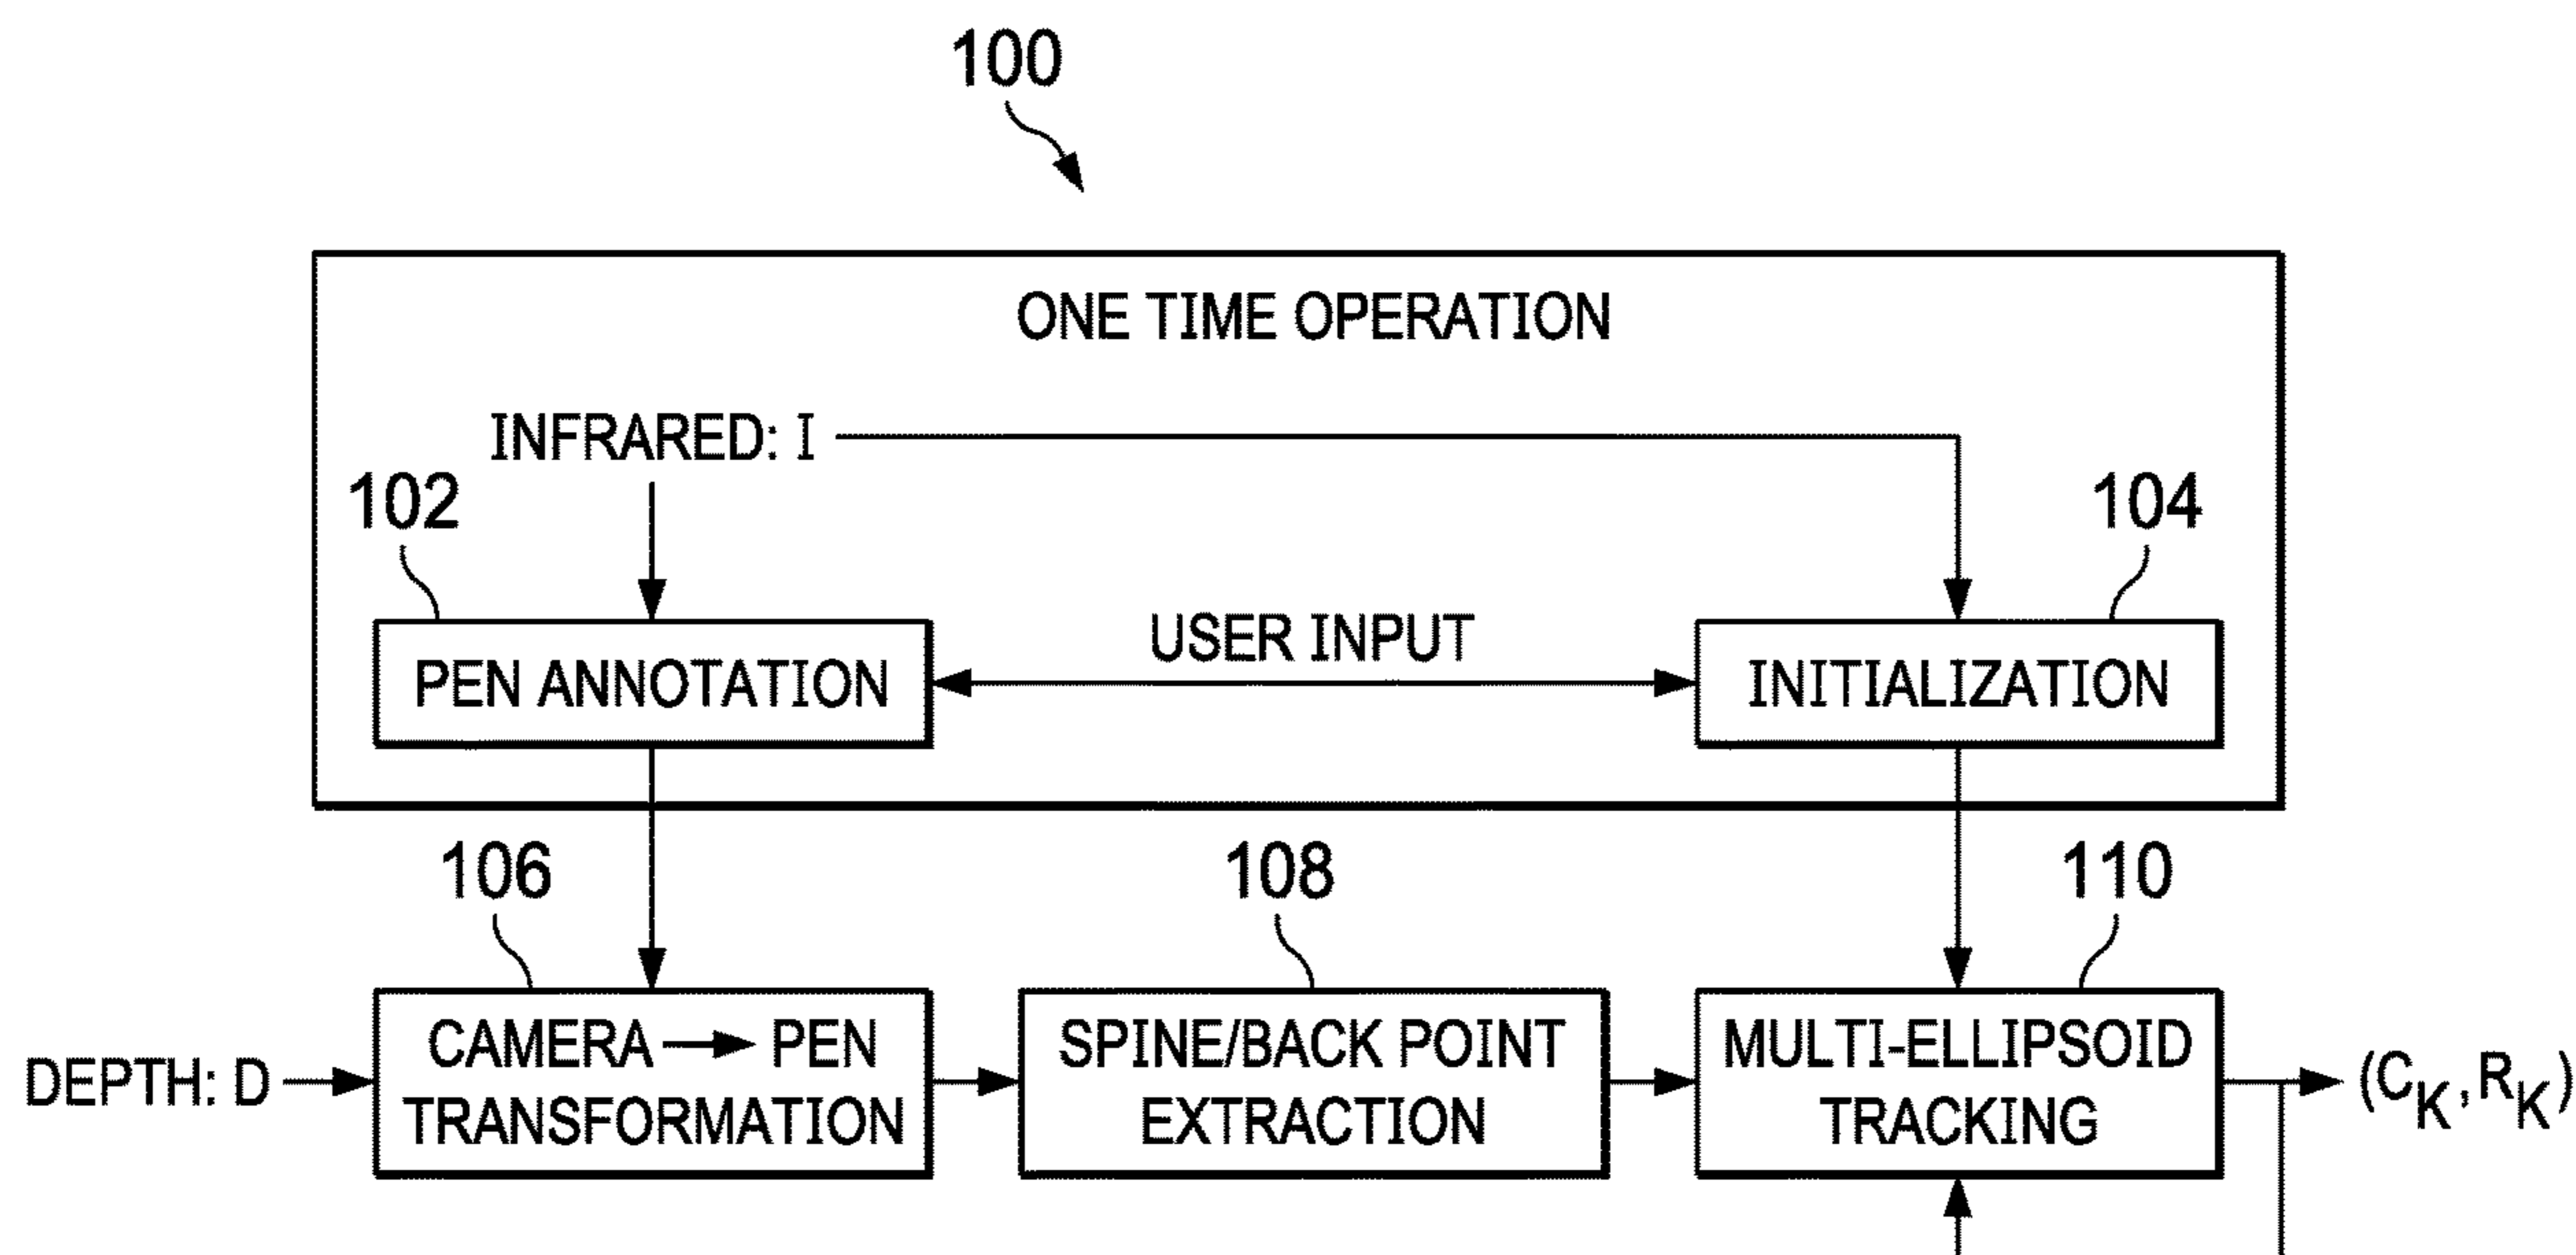 100
ONE TIME OPERATION
INFRARED: I
102
104
USER INPUT
PEN ANNOTATION
INITIALIZATION
106
108
110
DEPTH: D
CAMERA → PEN
TRANSFORMATION
SPINE/BACK POINT
EXTRACTION
MULTI-ELLIPSOID
TRACKING
(C_K, R_K)